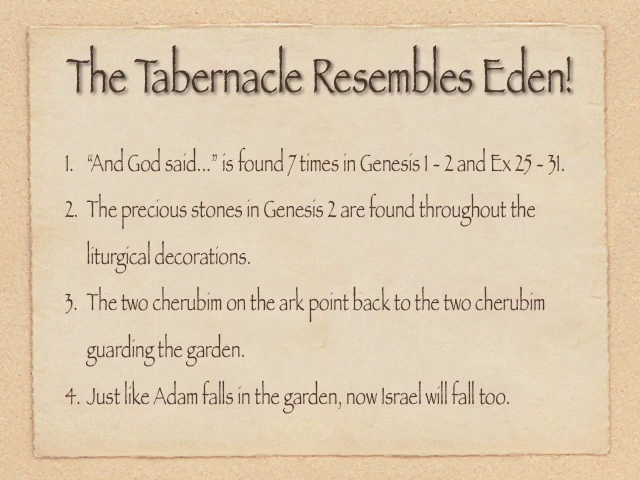 The Tabernacle Resembles Eden!
1. “And God said...” is found 7 times in Genesis 1 - 2 and Ex 25 - 31.
2. The precious stones in Genesis 2 are found throughout the
liturgical decorations.
3. The two cherubim on the ark point back to the two cherubim
guarding the garden.
4. Just like Adam falls in the garden, now Israel will fall too.